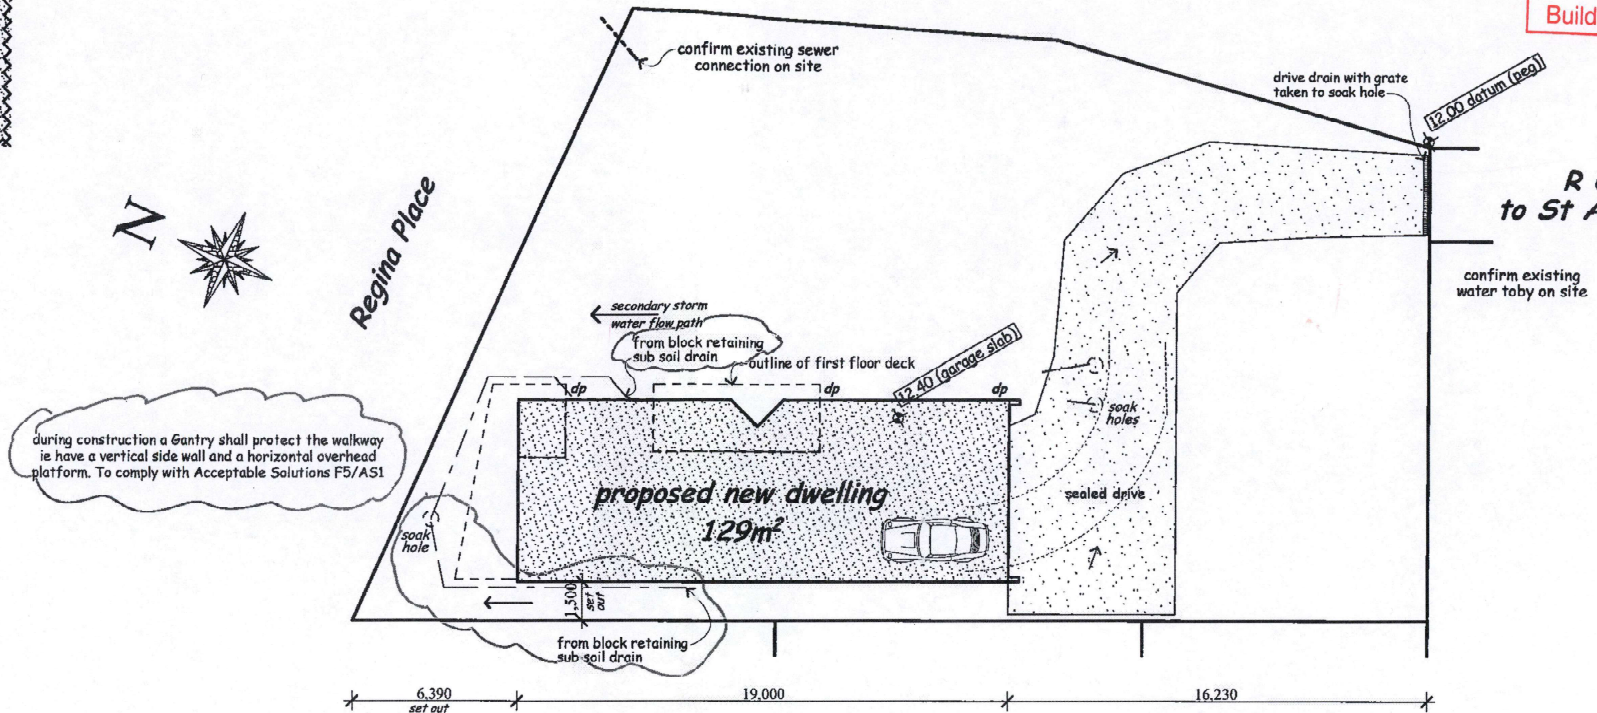 Build
confirm existing sewer
connection on site
drive drain with grate
taken to soak hole
12.00 datum (peg)
N
Regina Place
R
to St A
confirm existing
water toby on site
secondary storm
water flow path
from block retaining
sub soil drain
outline of first floor deck
12.40 (garage slab)
dp
dp
dp
soak
holes
during construction a Gantry shall protect the walkway
ie have a vertical side wall and a horizontal overhead
platform. To comply with Acceptable Solutions F5/AS1
proposed new dwelling
129m²
sealed drive
soak
hole
1,500
set
out
from block retaining
sub soil drain
6,390
set out
19,000
16,230